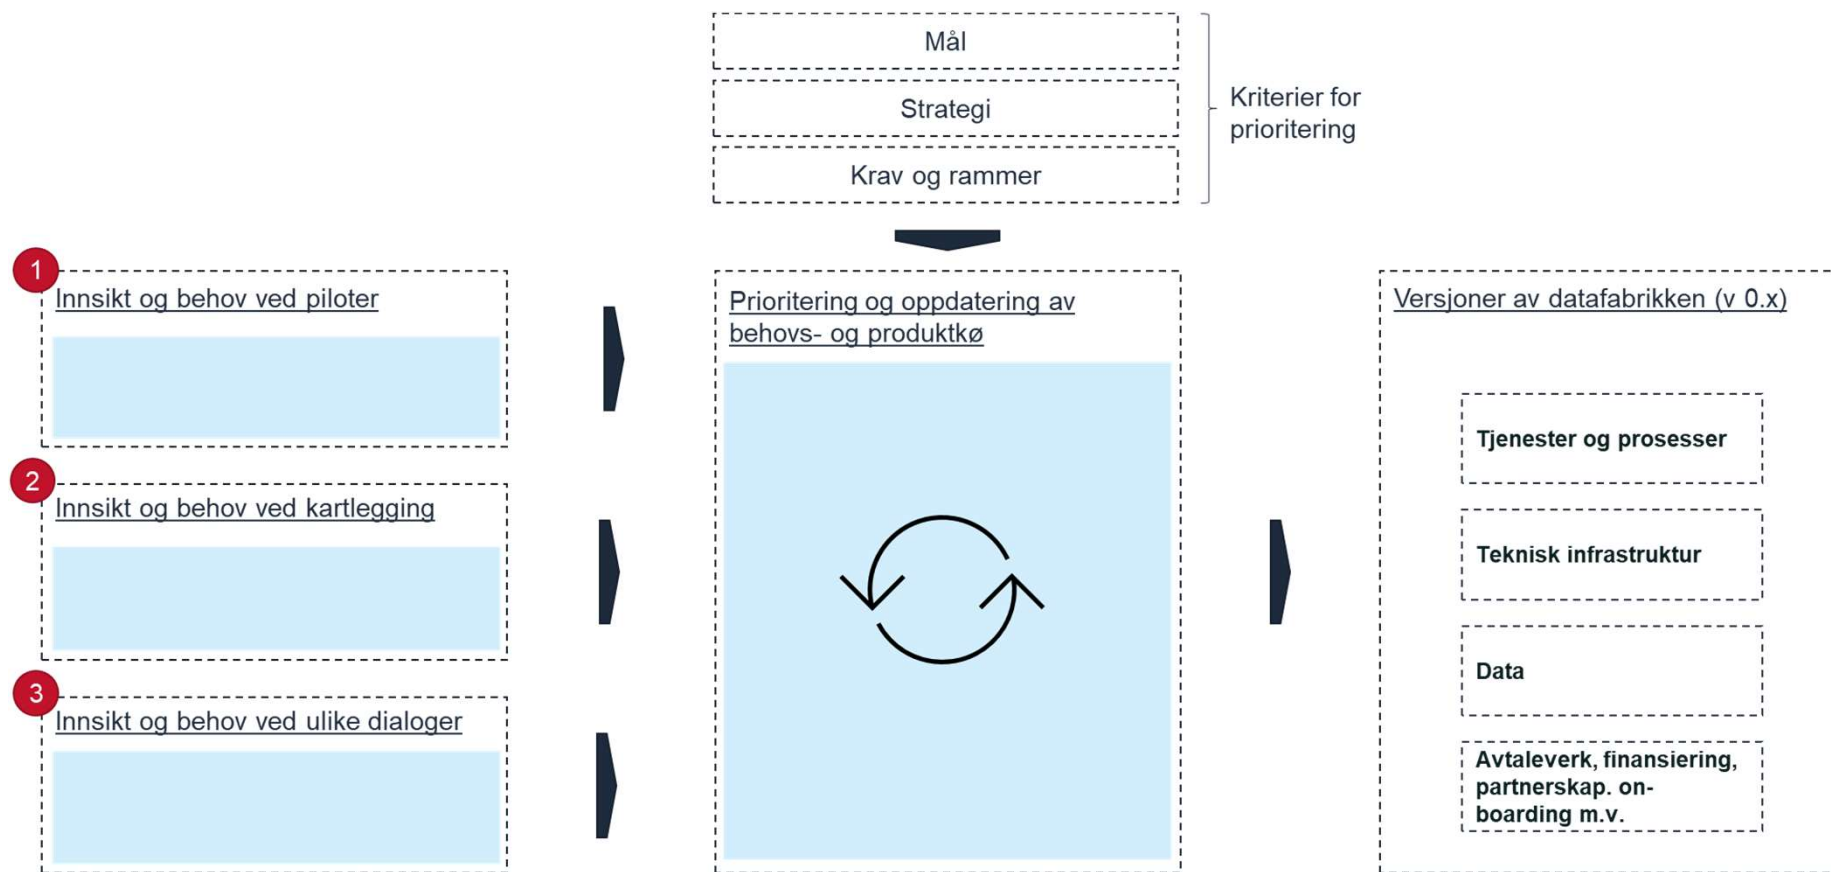 Mål
Strategi
Krav og rammer
Kriterier for
prioritering
1
Innsikt og behov ved piloter
2
Innsikt og behov ved kartlegging
3
Innsikt og behov ved ulike dialoger
Prioritering og oppdatering av
behovs- og produktkø
Versjoner av datafabrikken (v 0.x)
Tjenester og prosesser
Teknisk infrastruktur
Data
Avtaleverk, finansiering,
partnerskap. on-
boarding m.v.